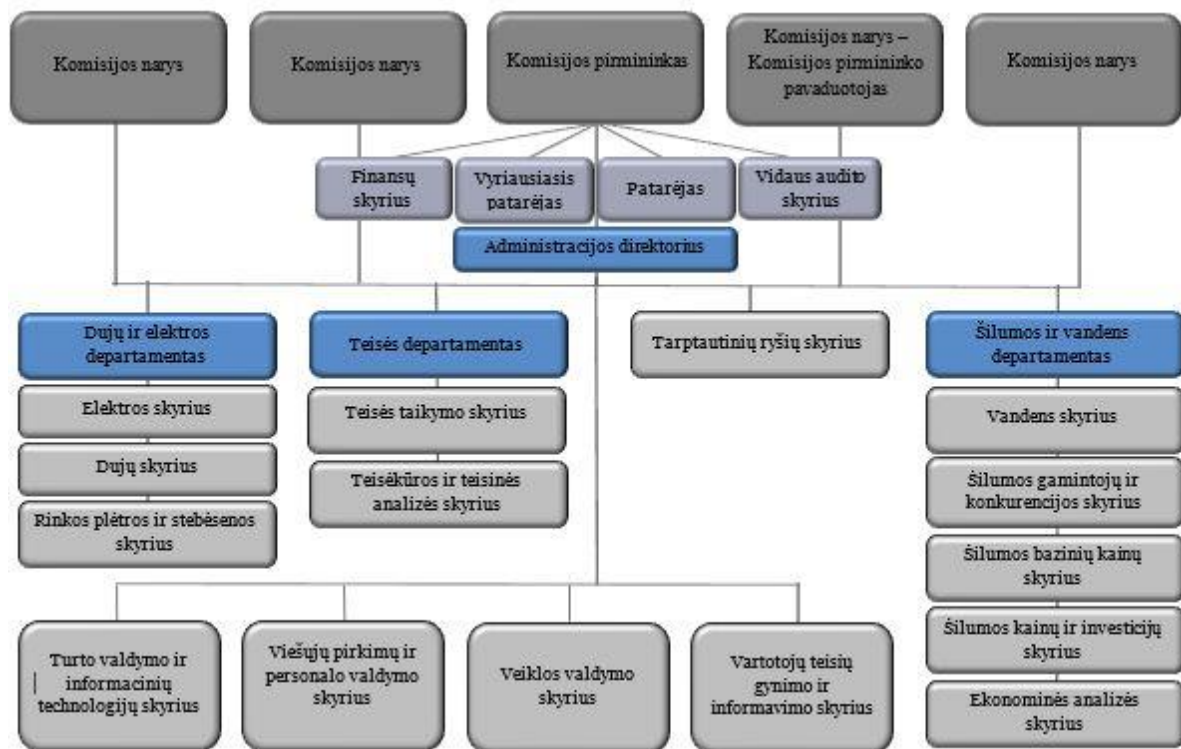 Komisijos narys
Komisijos narys
Komisijos pirmininkas
Komisijos narys –
Komisijos pirmininko
pavaduotojas
Komisijos narys
Finansų
skyrius
Vyriausiasis
patarėjas
Patarėjas
Vidaus audito
skyrius
Administracijos direktorius
Dujų ir elektros
departamentas
Teisės departamentas
Tarptautinių ryšių skyrius
Šilumos ir vandens
departamentas
Elektros skyrius
Dujų skyrius
Rinkos plėtros ir stebėsenos
skyrius
Teisės taikymo skyrius
Teisėkūros ir teisinės
analizės skyrius
Vandens skyrius
Šilumos gamintojų ir
konkurencijos skyrius
Šilumos bazinių kainų
skyrius
Šilumos kainų ir investicijų
skyrius
Ekonominės analizės
skyrius
Turto valdymo ir
informacinių
technologijų skyrius
Viešųjų pirkimų ir
personalo valdymo
skyrius
Veiklos valdymo
skyrius
Vartotojų teisių
gynimo ir
informavimo skyrius